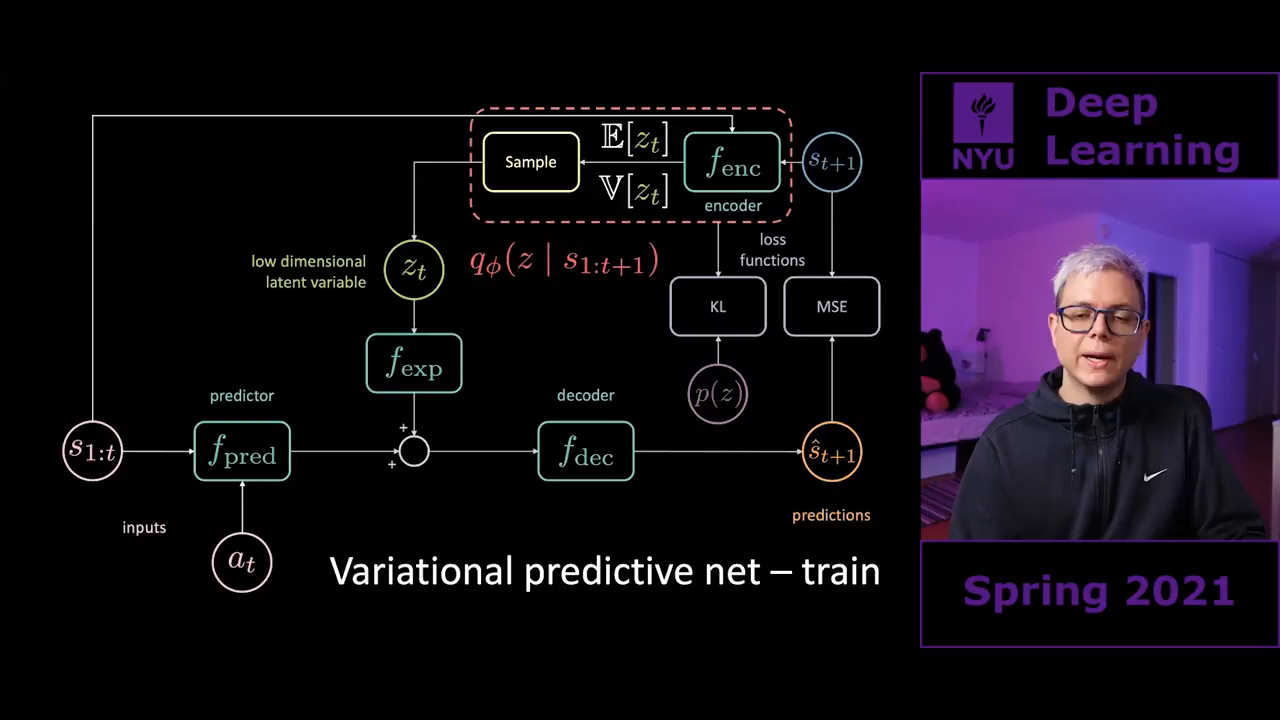 𝔼[z_t]
Sample
f_enc
s_{t+1}
𝕍[z_t]
encoder
loss
functions
low dimensional
latent variable
z_t
q_ϕ(z | s_{1:t+1})
KL
MSE
f_exp
predictor
decoder
p(z)
+
s_{1:t}
f_pred
+
f_dec
ŝ_{t+1}
inputs
predictions
a_t
Variational predictive net – train
NYU
Deep
Learning
Spring 2021